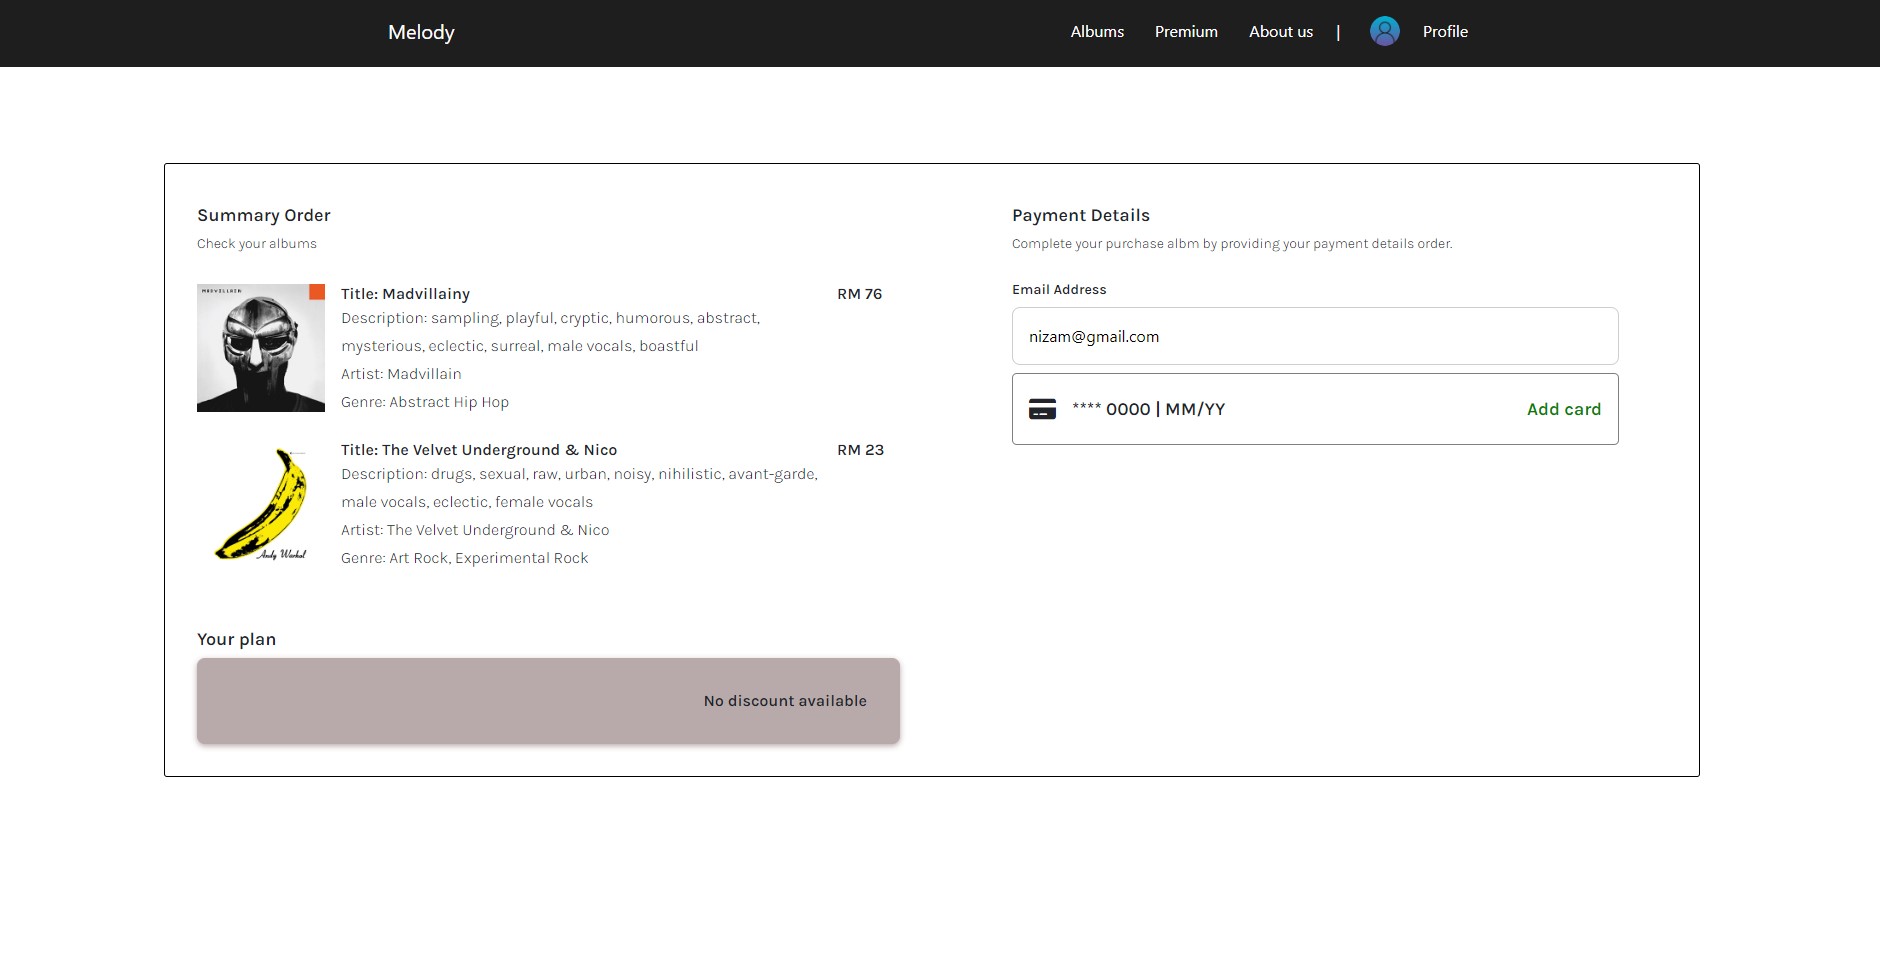 Melody
Albums Premium About us | Profile
Summary Order
Check your albums
MADVILLAIN
Title: Madvillainy RM 76
Description: sampling, playful, cryptic, humorous, abstract,
mysterious, eclectic, surreal, male vocals, boastful
Artist: Madvillain
Genre: Abstract Hip Hop
Title: The Velvet Underground & Nico RM 23
Description: drugs, sexual, raw, urban, noisy, nihilistic, avant-garde,
male vocals, eclectic, female vocals
Artist: The Velvet Underground & Nico
Genre: Art Rock, Experimental Rock
Andy Warhol
Your plan
No discount available
Payment Details
Complete your purchase albm by providing your payment details order.
Email Address
nizam@gmail.com
**** 0000 | MM/YY Add card